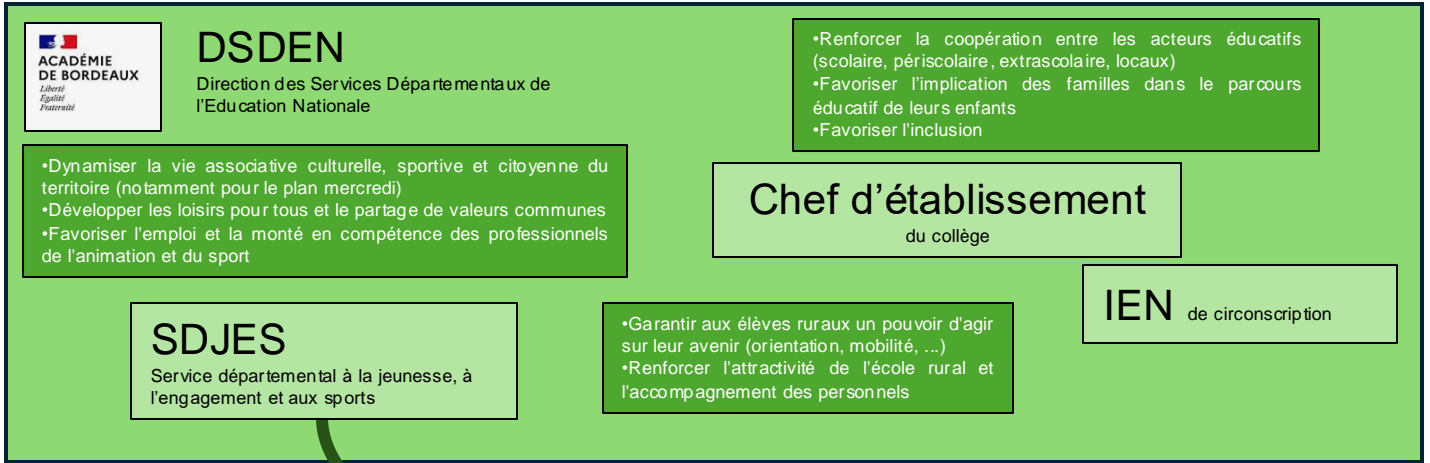 ACADÉMIE
DE BORDEAUX
Liberté
Égalité
Fraternité
DSDEN
Direction des Services Départementaux de
l'Education Nationale
•Renforcer la coopération entre les acteurs éducatifs
(scolaire, périscolaire, extrascolaire, locaux)
•Favoriser l'implication des familles dans le parcours
éducatif de leurs enfants
•Favoriser l'inclusion
•Dynamiser la vie associative culturelle, sportive et citoyenne du
territoire (notamment pour le plan mercredi)
•Développer les loisirs pour tous et le partage de valeurs communes
•Favoriser l'emploi et la monté en compétence des professionnels
de l'animation et du sport
Chef d'établissement
du collège
IEN de circonscription
SDJES
Service départemental à la jeunesse, à
l'engagement et aux sports
•Garantir aux élèves ruraux un pouvoir d'agir
sur leur avenir (orientation, mobilité, ...)
•Renforcer l'attractivité de l'école rural et
l'accompagnement des personnels